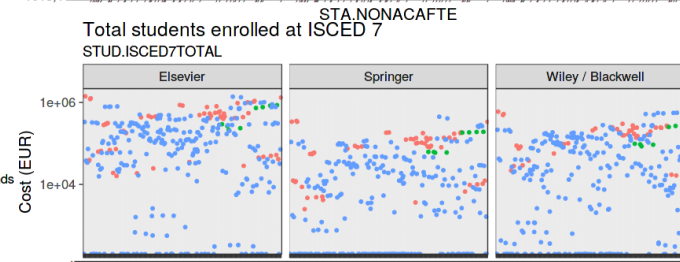 STA.NONACAFTE
Total students enrolled at ISCED 7
STUD.ISCED7TOTAL
Elsevier
Springer
Wiley / Blackwell
1e+06
1e+04
Cost (EUR)
ds